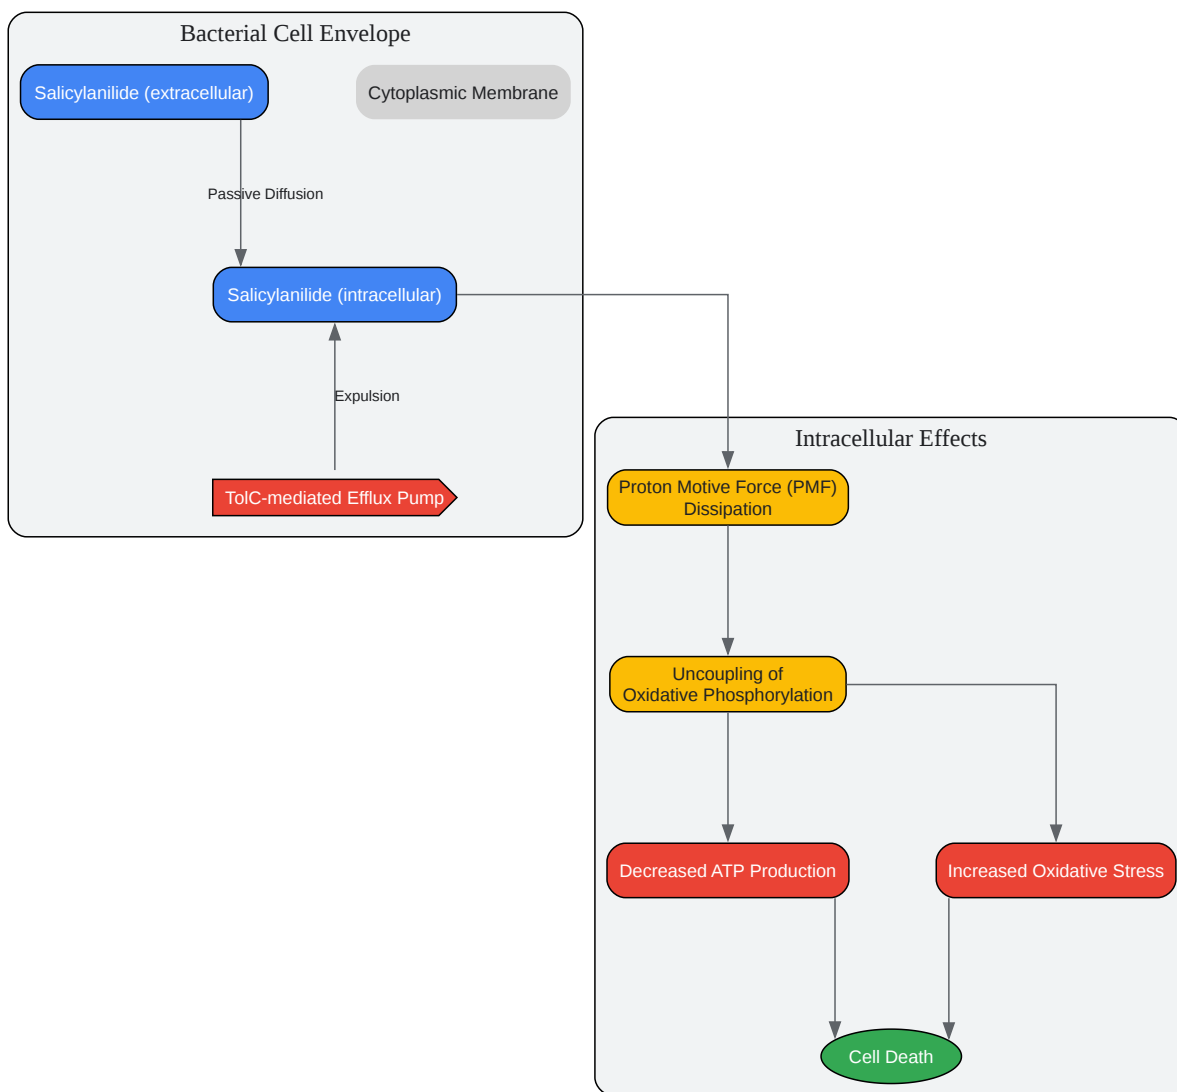 Bacterial Cell Envelope
Salicylanilide (extracellular)
Cytoplasmic Membrane
Passive Diffusion
Salicylanilide (intracellular)
Expulsion
TolC-mediated Efflux Pump
Intracellular Effects
Proton Motive Force (PMF)
Dissipation
Uncoupling of
Oxidative Phosphorylation
Decreased ATP Production
Increased Oxidative Stress
Cell Death